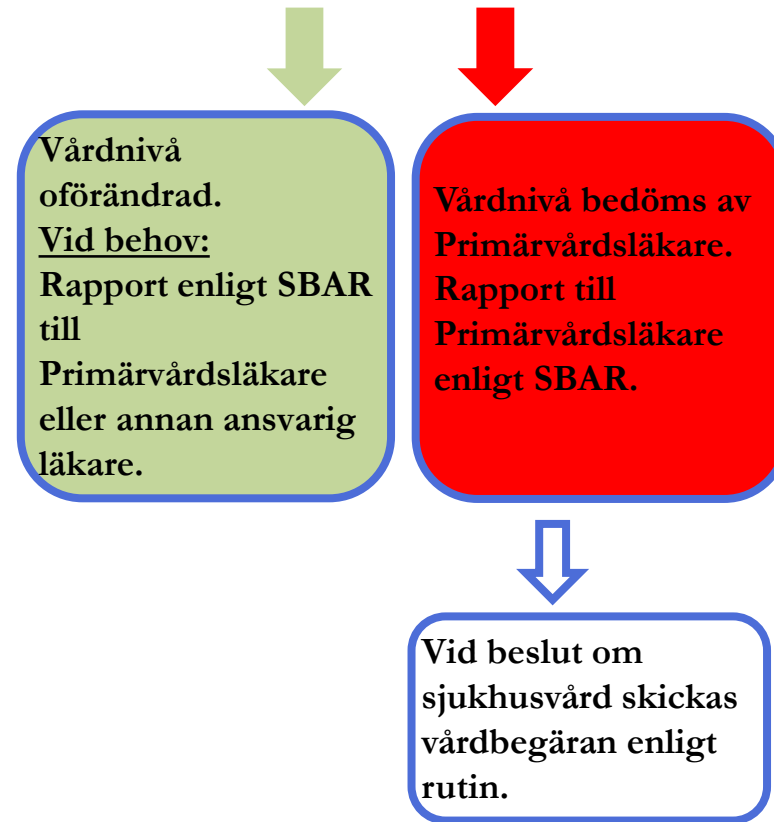 Vårdnivå
oförändrad.
Vid behov:
Rapport enligt SBAR
till
Primärvårdsläkare
eller annan ansvarig
läkare.
Vårdnivå bedöms av
Primärvårdsläkare.
Rapport till
Primärvårdsläkare
enligt SBAR.
Vid beslut om
sjukhusvård skickas
vårdbegäran enligt
rutin.